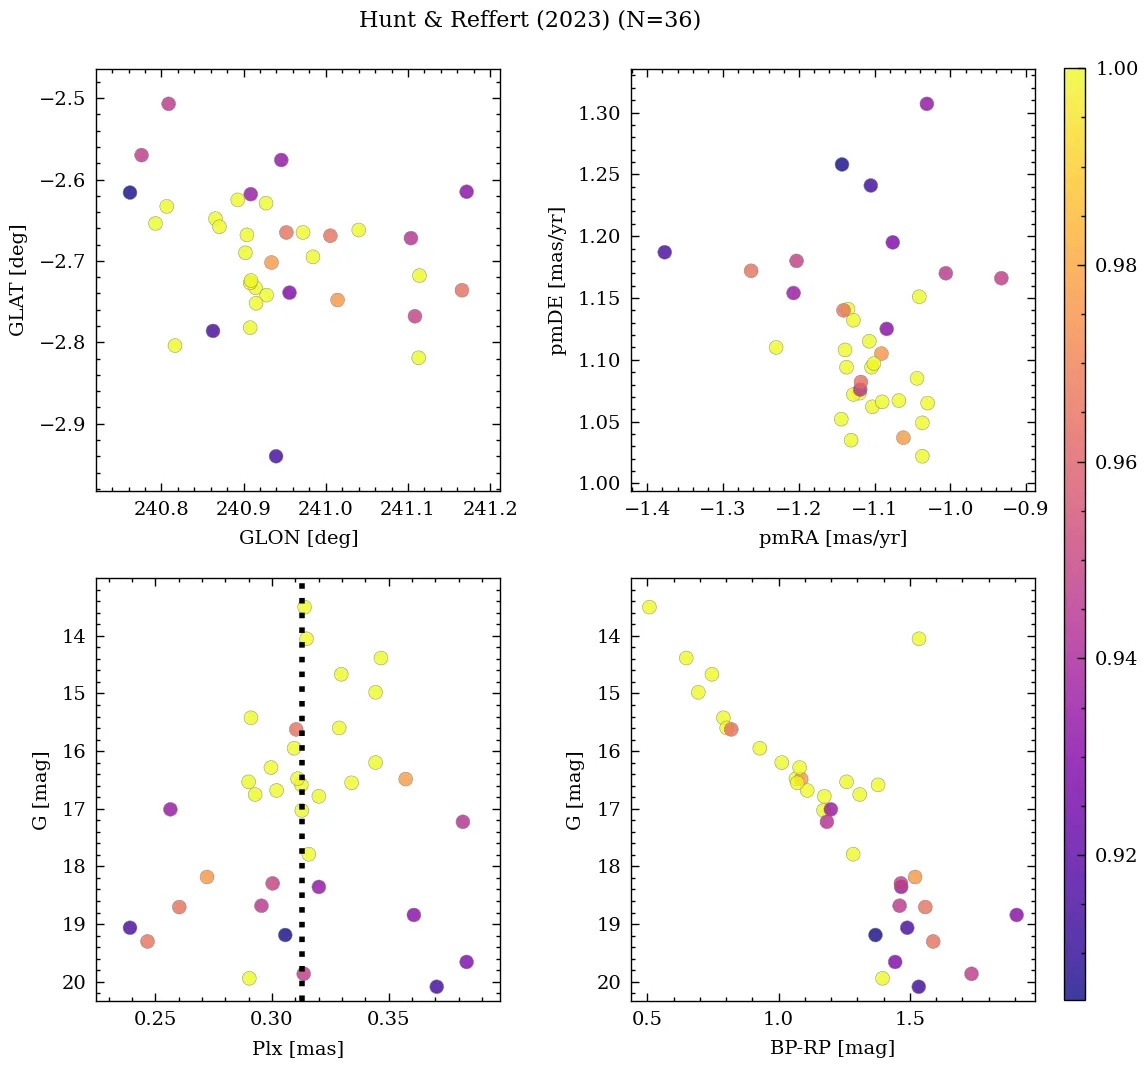 Hunt & Reffert (2023) (N=36)
−2.5
−2.6
−2.7
−2.8
−2.9
GLAT [deg]
240.8 240.9 241.0 241.1 241.2
GLON [deg]
1.30
1.25
1.20
1.15
1.10
1.05
1.00
pmDE [mas/yr]
−1.4 −1.3 −1.2 −1.1 −1.0 −0.9
pmRA [mas/yr]
14
15
16
17
18
19
20
G [mag]
0.25 0.30 0.35
Plx [mas]
14
15
16
17
18
19
20
G [mag]
0.5 1.0 1.5
BP-RP [mag]
1.00
0.98
0.96
0.94
0.92